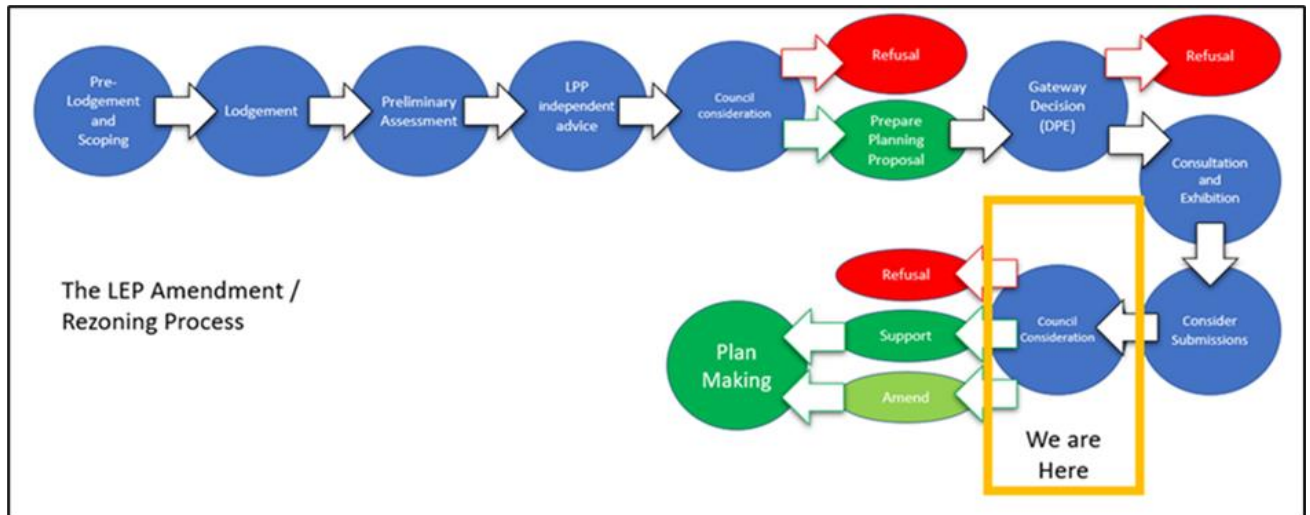 Pre-
Lodgement
and
Scoping
Lodgement
Preliminary
Assessment
LPP
independent
advice
Council
consideration
Refusal
Prepare
Planning
Proposal
Gateway
Decision
(DPE)
Refusal
Consultation
and
Exhibition
The LEP Amendment /
Rezoning Process
Consider
Submissions
Council
Consideration
Refusal
Support
Amend
Plan
Making
We are
Here